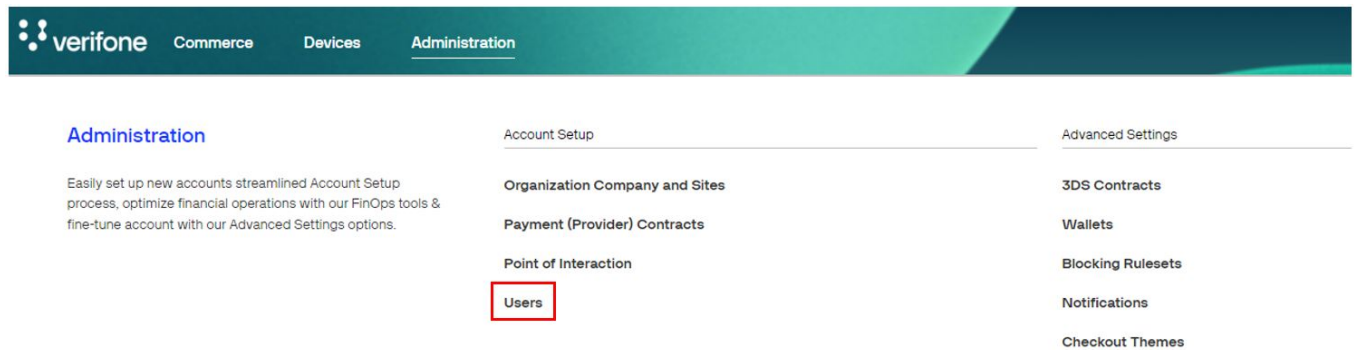 verifone Commerce Devices Administration
Administration
Easily set up new accounts streamlined Account Setup
process, optimize financial operations with our FinOps tools &
fine-tune account with our Advanced Settings options.
Account Setup
Organization Company and Sites
Payment (Provider) Contracts
Point of Interaction
Users
Advanced Settings
3DS Contracts
Wallets
Blocking Rulesets
Notifications
Checkout Themes